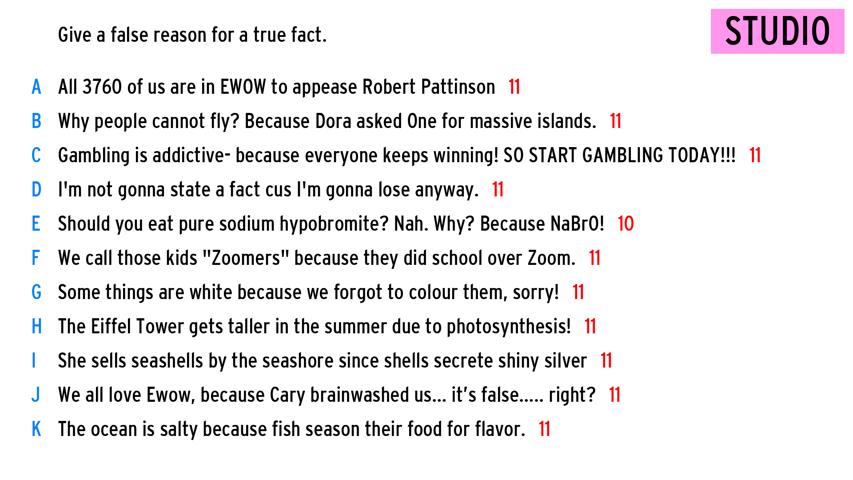 STUDIO
Give a false reason for a true fact.
A All 3760 of us are in EWOW to appease Robert Pattinson 11
B Why people cannot fly? Because Dora asked One for massive islands. 11
C Gambling is addictive- because everyone keeps winning! SO START GAMBLING TODAY!!! 11
D I'm not gonna state a fact cus I'm gonna lose anyway. 11
E Should you eat pure sodium hypobromite? Nah. Why? Because NaBrO! 10
F We call those kids "Zoomers" because they did school over Zoom. 11
G Some things are white because we forgot to colour them, sorry! 11
H The Eiffel Tower gets taller in the summer due to photosynthesis! 11
I She sells seashells by the seashore since shells secrete shiny silver 11
J We all love Ewow, because Cary brainwashed us... it’s false..... right? 11
K The ocean is salty because fish season their food for flavor. 11